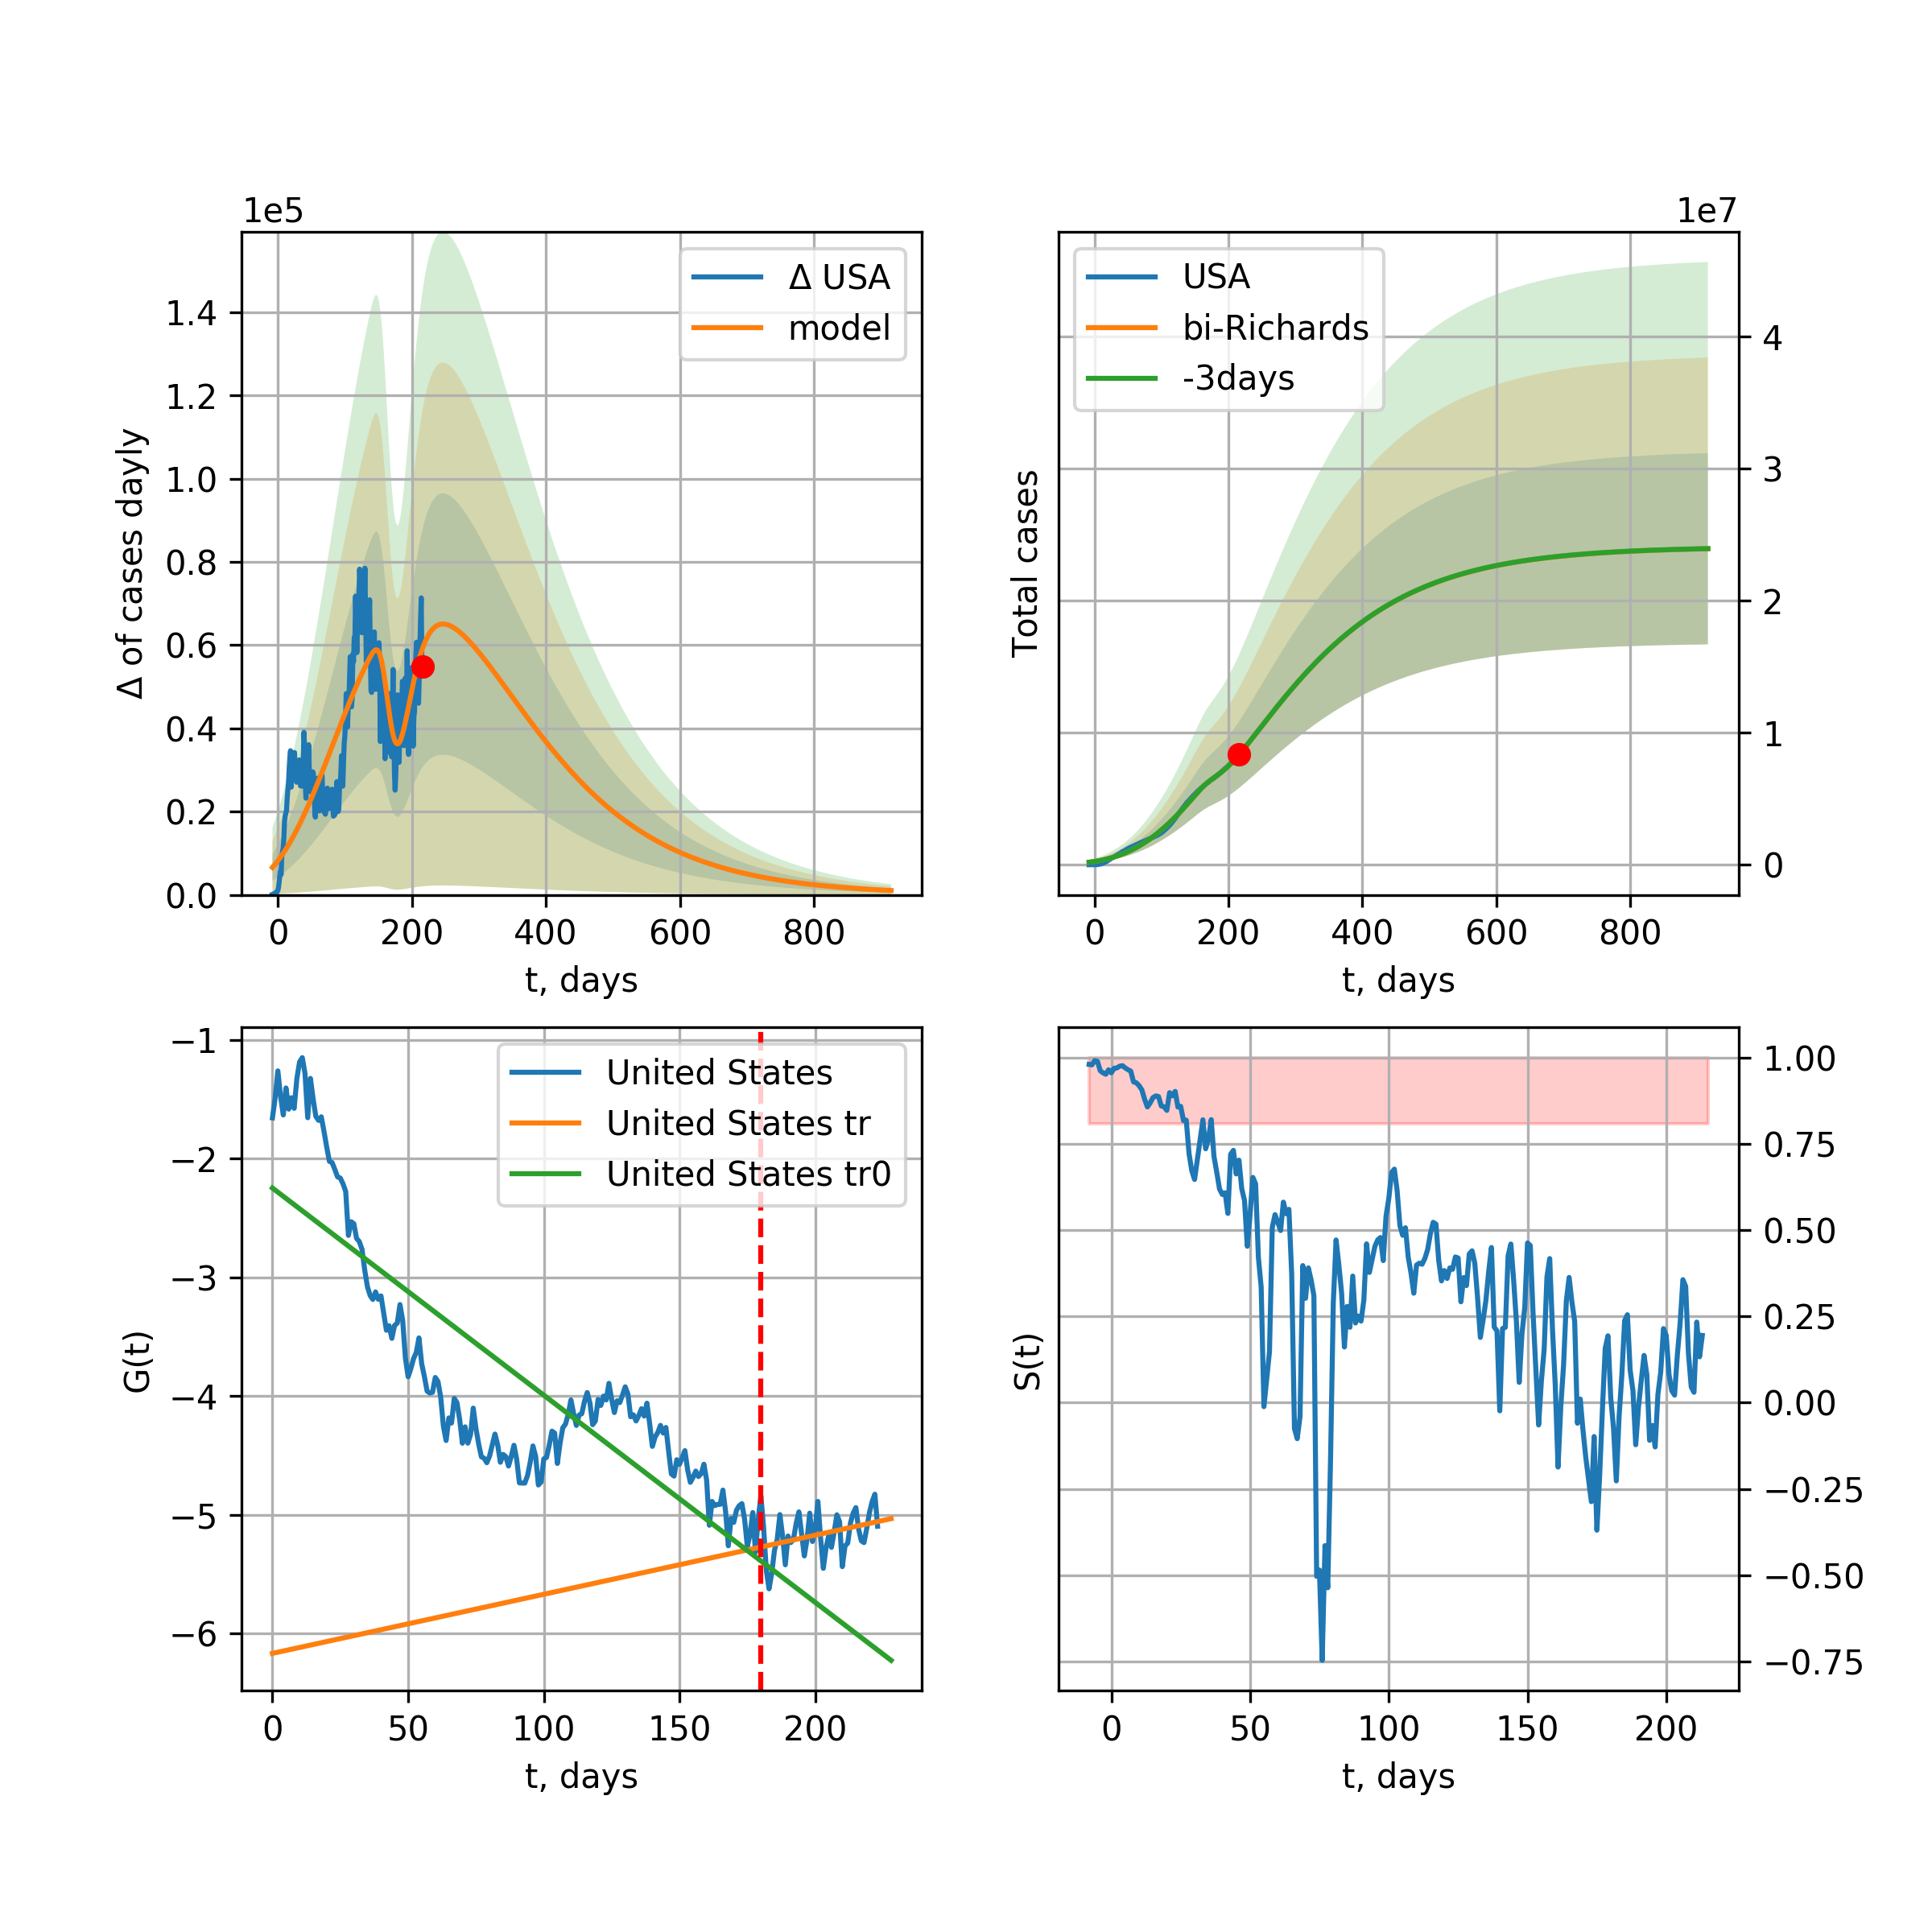 1e5
Δ of cases dayly
1.4
1.2
1.0
0.8
0.6
0.4
0.2
0.0
Δ USA
model
0 200 400 600 800
t, days
1e7
Total cases
USA
bi-Richards
-3days
4
3
2
1
0
0 200 400 600 800
t, days
G(t)
−1
−2
−3
−4
−5
−6
United States
United States tr
United States tr0
0 50 100 150 200
t, days
S(t)
1.00
0.75
0.50
0.25
0.00
−0.25
−0.50
−0.75
0 50 100 150 200
t, days